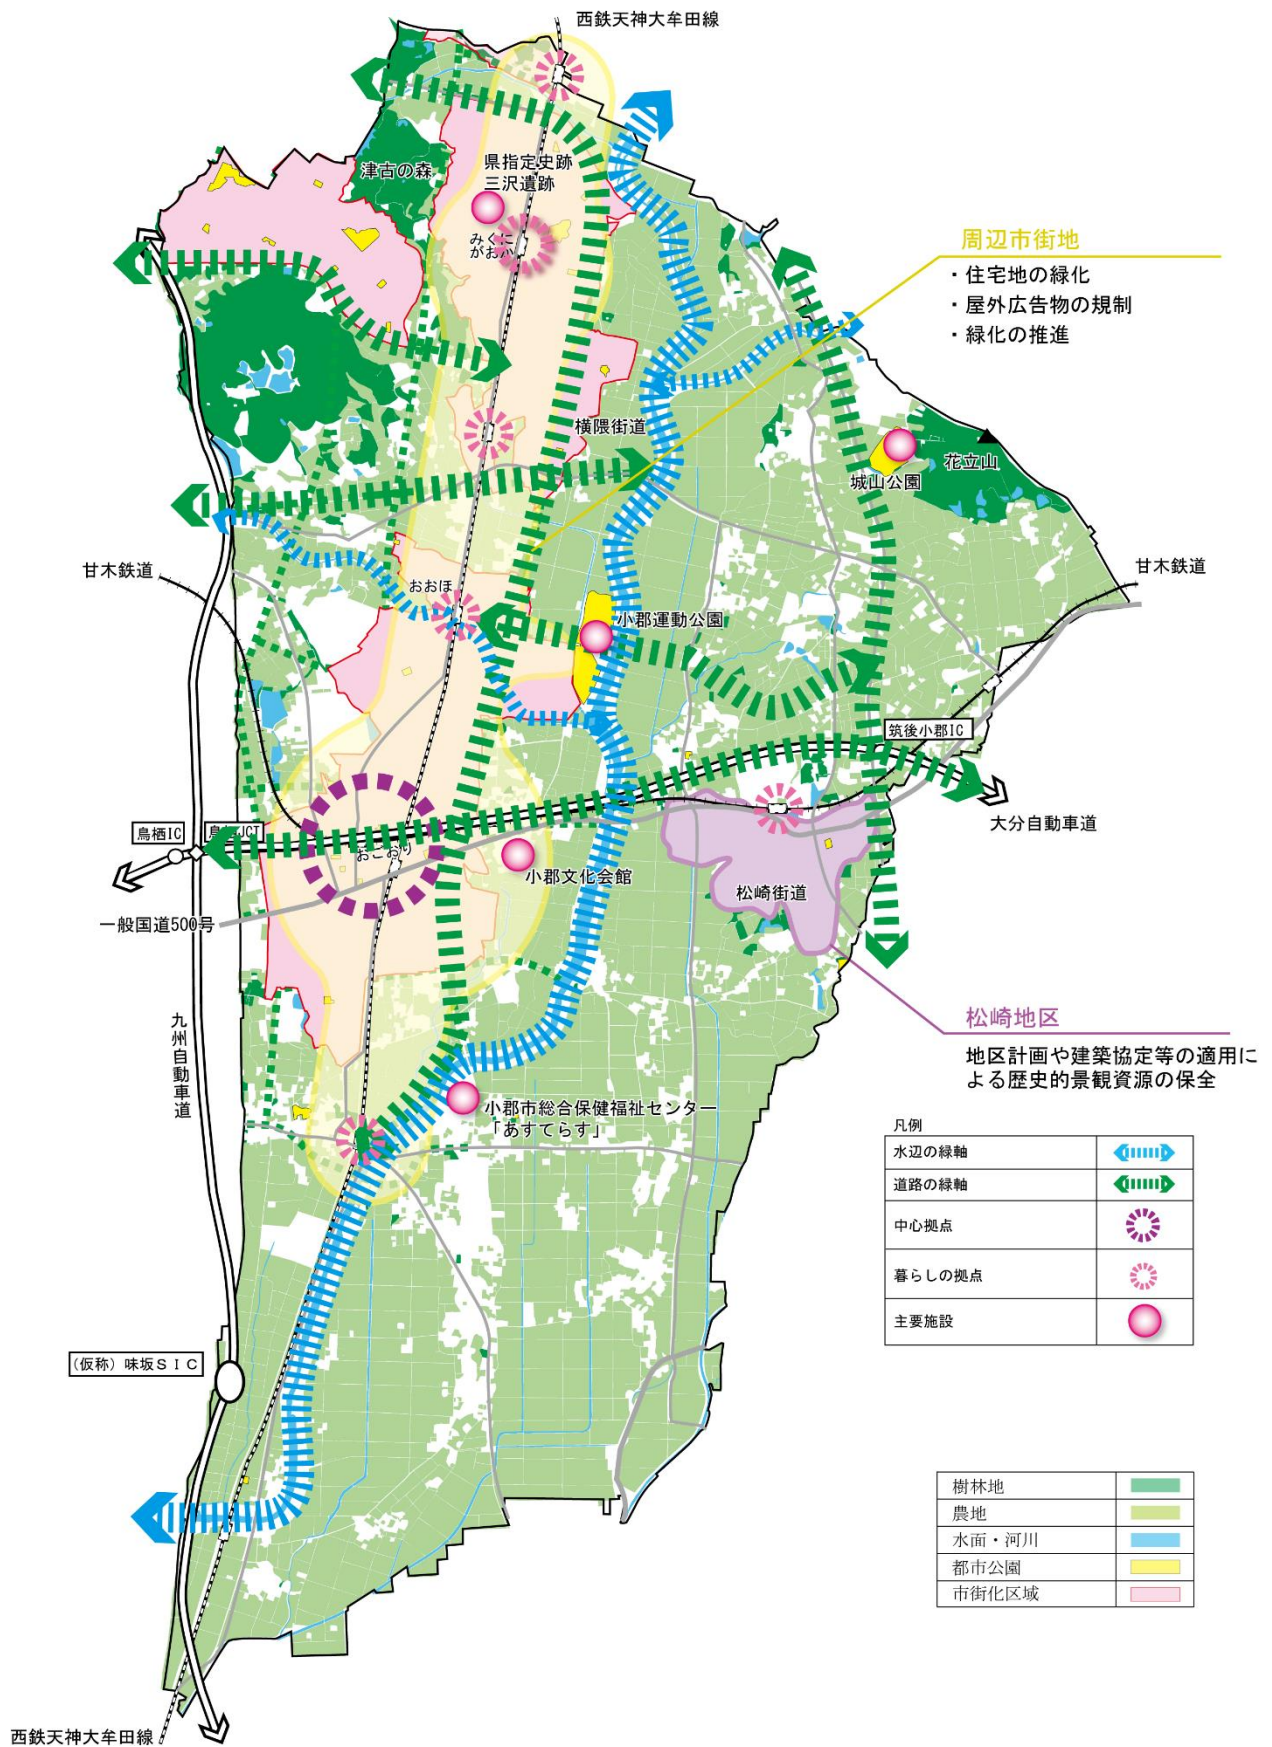 西鉄天神大牟田線
津古の森
県指定史跡
三沢遺跡
みくに
がおか
周辺市街地
・住宅地の緑化
・屋外広告物の規制
・緑化の推進
横隈街道
花立山
城山公園
甘木鉄道
甘木鉄道
おおほ
小郡運動公園
筑後小郡IC
大分自動車道
鳥栖IC
鳥栖JCT
おごおり
小郡文化会館
松崎街道
一般国道500号
松崎地区
地区計画や建築協定等の適用に
よる歴史的景観資源の保全
九州自動車道
小郡市総合保健福祉センター
「あすてらす」
凡例
水辺の緑軸
道路の緑軸
中心拠点
暮らしの拠点
主要施設
(仮称) 味坂SIC
樹林地
農地
水面・河川
都市公園
市街化区域
西鉄天神大牟田線